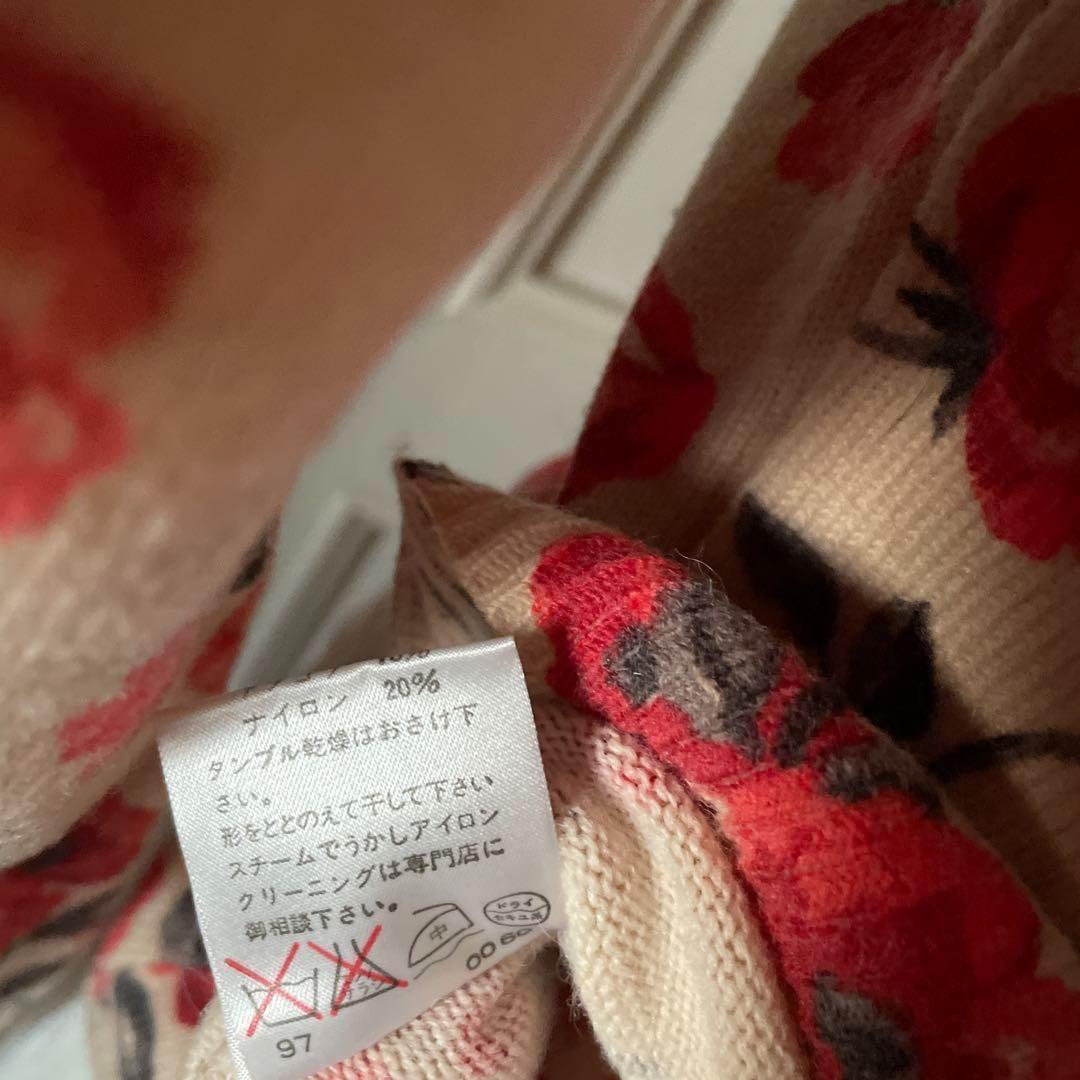 ナイロン 20%
タンブル乾燥はおさけ下
さい。
形をととのえて干して下さい
スチームでうかしアイロン
クリーニングは専門店に
御相談下さい。
中
ドライ
セキユ系
97